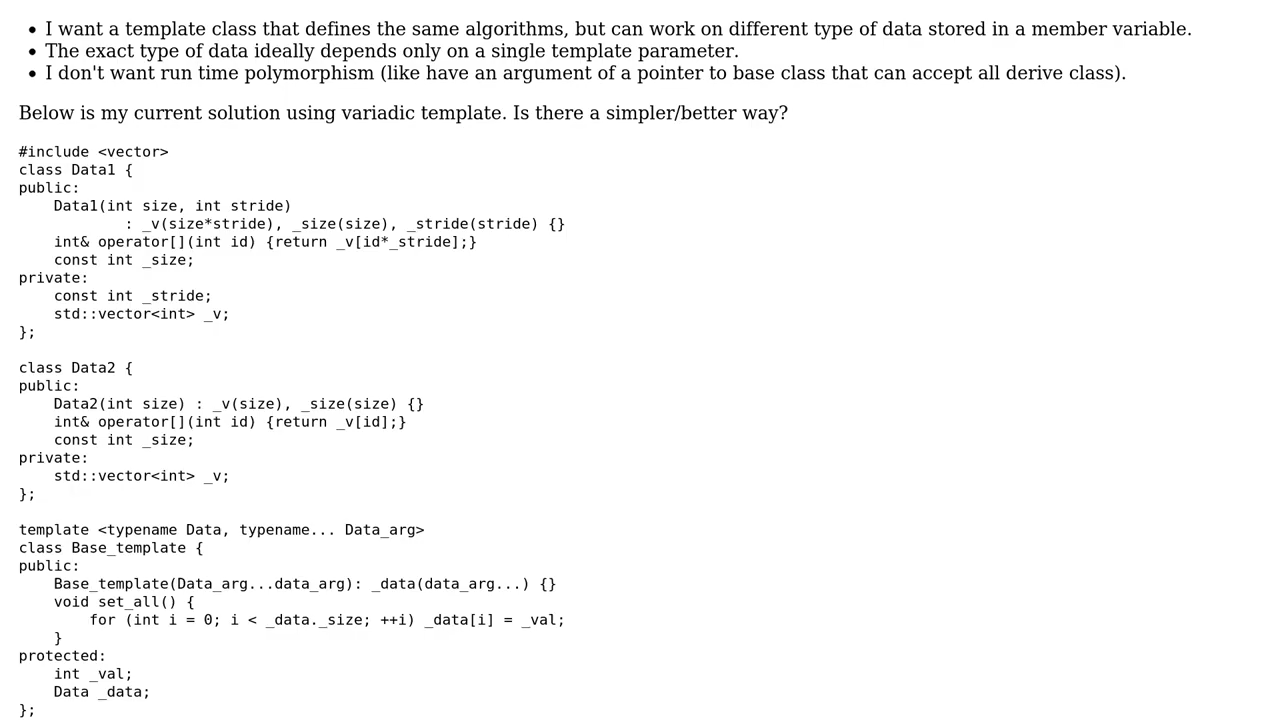 • I want a template class that defines the same algorithms, but can work on different type of data stored in a member variable.
• The exact type of data ideally depends only on a single template parameter.
• I don't want run time polymorphism (like have an argument of a pointer to base class that can accept all derive class).
Below is my current solution using variadic template. Is there a simpler/better way?
#include <vector>
class Data1 {
public:
    Data1(int size, int stride)
            : _v(size*stride), _size(size), _stride(stride) {}
    int& operator[](int id) {return _v[id*_stride];}
    const int _size;
private:
    const int _stride;
    std::vector<int> _v;
};
class Data2 {
public:
    Data2(int size) : _v(size), _size(size) {}
    int& operator[](int id) {return _v[id];}
    const int _size;
private:
    std::vector<int> _v;
};
template <typename Data, typename... Data_arg>
class Base_template {
public:
    Base_template(Data_arg...data_arg): _data(data_arg...) {}
    void set_all() {
        for (int i = 0; i < _data._size; ++i) _data[i] = _val;
    }
protected:
    int _val;
    Data _data;
};